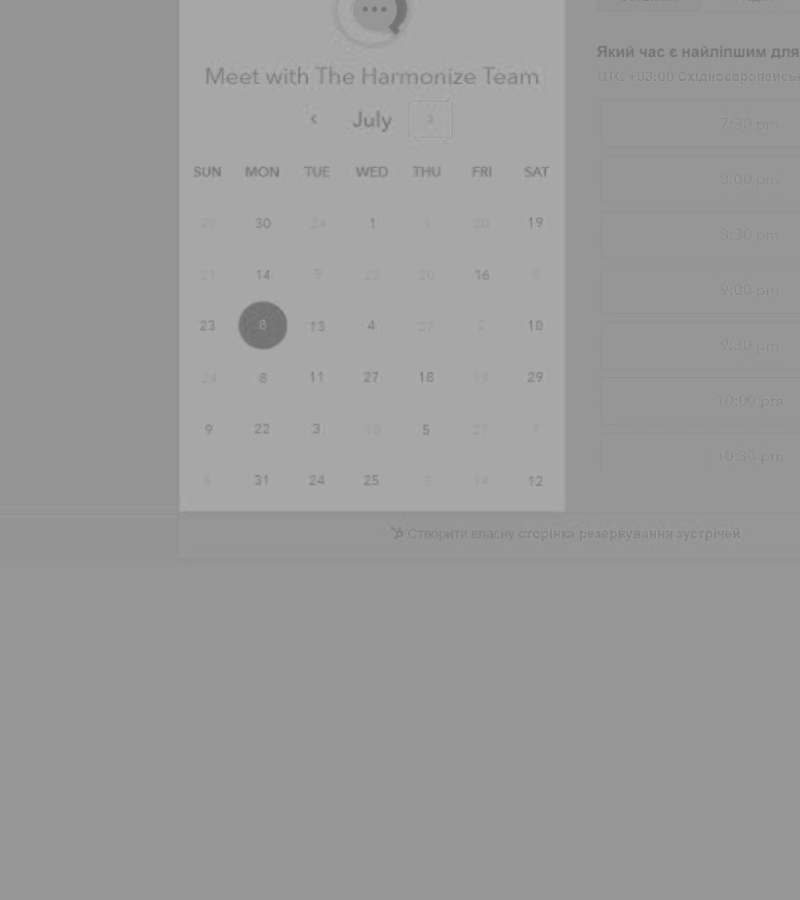 Meet with The Harmonize Team
‹ July ›
SUN MON TUE WED THU FRI SAT
29 30 24 1 1 20 19
21 14 9 22 20 16
23 8 13 4 27 2 10
24 8 11 27 18 19 29
9 22 3 10 5 27 7
5 31 24 25 3 14 12
Який час є найліпшим для
UTC +03:00 Східноєвропейськ
7:30 pm
8:00 pm
8:30 pm
9:00 pm
9:30 pm
10:00 pm
10:30 pm
Створити власну сторінка резервування зустрічей